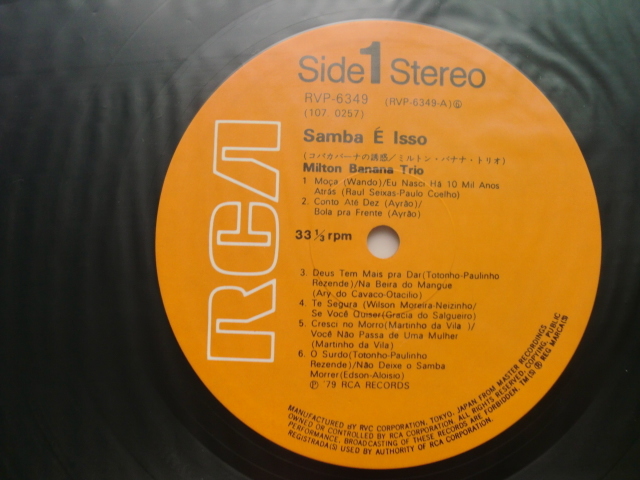 RCA
Side 1 Stereo
RVP-6349 (RVP-6349-A)⑥
(107. 0257)
Samba É Isso
(コパカバーナの誘惑/ミルトン・バナナ・トリオ)
Milton Banana Trio
1 Moça (Wando)/Eu Nasci Há 10 Mil Anos
Atrás (Raul Seixas-Paulo Coelho)
2. Conto Até Dez (Ayrão)/
Bola pra Frente (Ayrão)
33 1/3 rpm
3. Deus Tem Mais pra Dar(Totonho-Paulinho
Rezende)/Na Beira do Mangue
(Ary do Cavaco-Otacilio)
4. Te Segura (Wilson Moreira-Neizinho/
Se Você Quiser(Gracia do Salgueiro)
5. Cresci no Morro(Martinho da Vila )/
Você Não Passa de Uma Mulher
(Martinho da Vila)
6. O Surdo(Totonho-Paulinho
Rezende)/Não Deixe o Samba
Morrer(Edson-Aloisio)
℗ '79 RCA RECORDS
MANUFACTURED BY RVC CORPORATION, TOKYO, JAPAN FROM MASTER RECORDINGS
OWNED OR CONTROLLED BY RCA CORPORATION. ALL RIGHTS RESERVED, COPYING, PUBLIC
PERFORMANCE, BROADCASTING OF THESE RECORDS ARE FORBIDDEN. TM(S) ® REG MARCA(S)
REGISTRADA(S) USED BY AUTHORITY OF RCA CORPORATION.